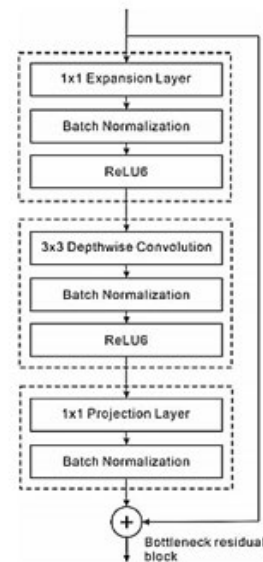 1x1 Expansion Layer
Batch Normalization
ReLU6
3x3 Depthwise Convolution
Batch Normalization
ReLU6
1x1 Projection Layer
Batch Normalization
+
Bottleneck residual
block